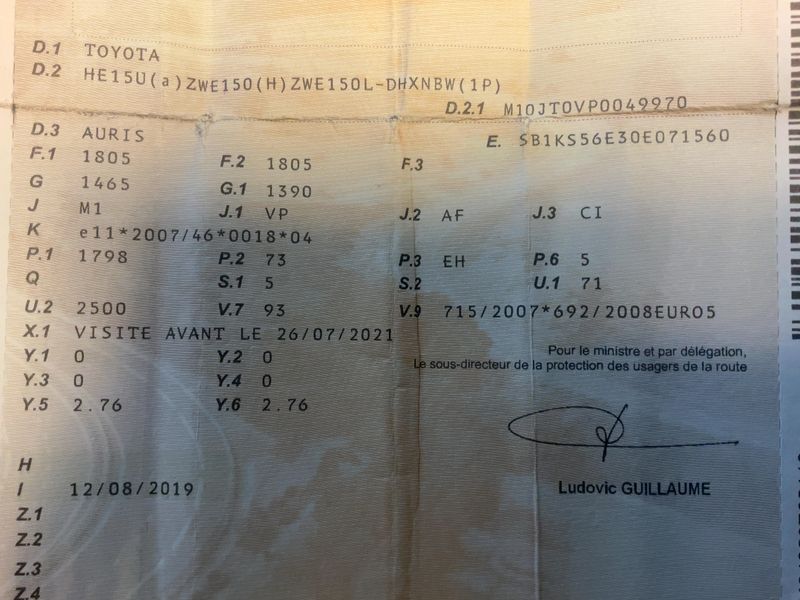 D.1 TOYOTA
D.2 HE15U(a)ZWE150(H)ZWE150L-DHXNBW(1P)
D.2.1 M10JTOVP0049970
D.3 AURIS E. SB1KS56E30E071560
F.1 1805 F.2 1805 F.3
G 1465 G.1 1390
J M1 J.1 VP J.2 AF J.3 CI
K e11*2007/46*0018*04
P.1 1798 P.2 73 P.3 EH P.6 5
Q S.1 5 S.2 U.1 71
U.2 2500 V.7 93 V.9 715/2007*692/2008EURO5
X.1 VISITE AVANT LE 26/07/2021
Y.1 0 Y.2 0
Pour le ministre et par délégation,
Le sous-directeur de la protection des usagers de la route
Y.3 0 Y.4 0
Y.5 2.76 Y.6 2.76
H
I 12/08/2019 Ludovic GUILLAUME
Z.1
Z.2
Z.3
Z.4